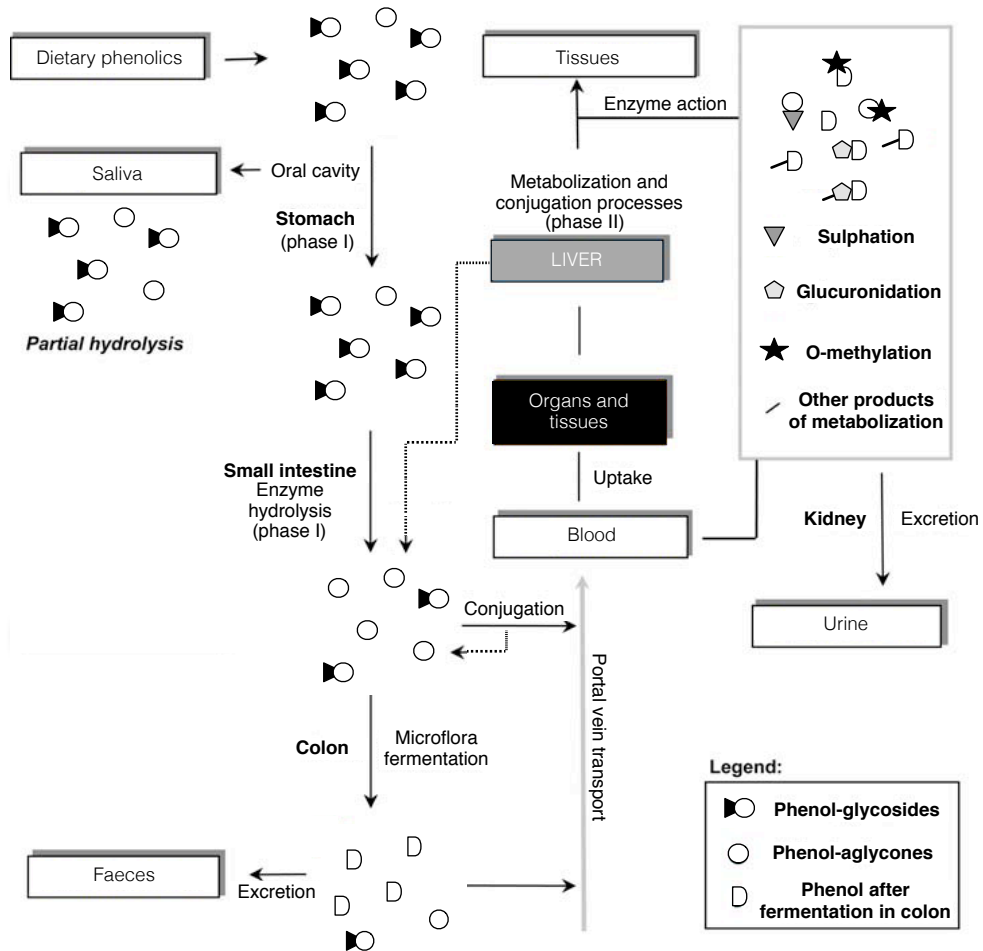 Dietary phenolics
Tissues
Enzyme action
Saliva
Oral cavity
Stomach
(phase I)
Metabolization and
conjugation processes
(phase II)
LIVER
Partial hydrolysis
Sulphation
Glucuronidation
O-methylation
Other products
of metabolization
Organs and
tissues
Small intestine
Enzyme
hydrolysis
(phase I)
Uptake
Blood
Kidney
Excretion
Conjugation
Urine
Portal vein transport
Colon
Microflora
fermentation
Faeces
Excretion
Legend:
Phenol-glycosides
Phenol-aglycones
Phenol after
fermentation in colon